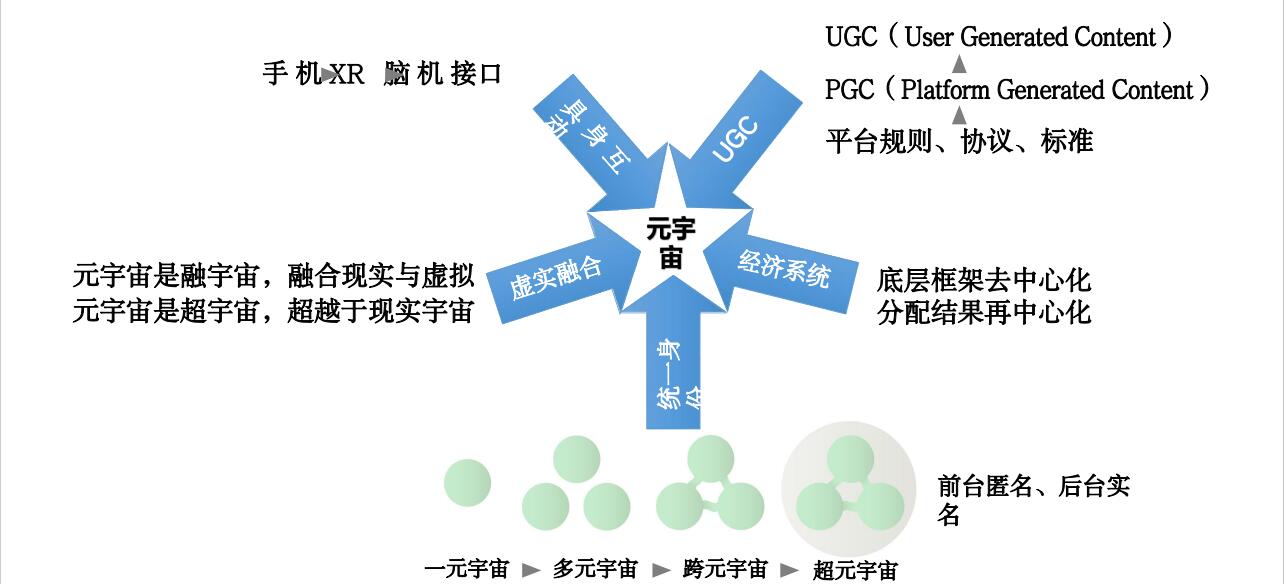 UGC（User Generated Content）
手机 XR 脑机接口
PGC（Platform Generated Content）
平台规则、协议、标准
具身互
动
UGC
元宇
宙
虚实融合
经济系统
元宇宙是融宇宙，融合现实与虚拟
元宇宙是超宇宙，超越于现实宇宙
底层框架去中心化
分配结果再中心化
统一身
份
前台匿名、后台实
名
一元宇宙 多元宇宙 跨元宇宙 超元宇宙